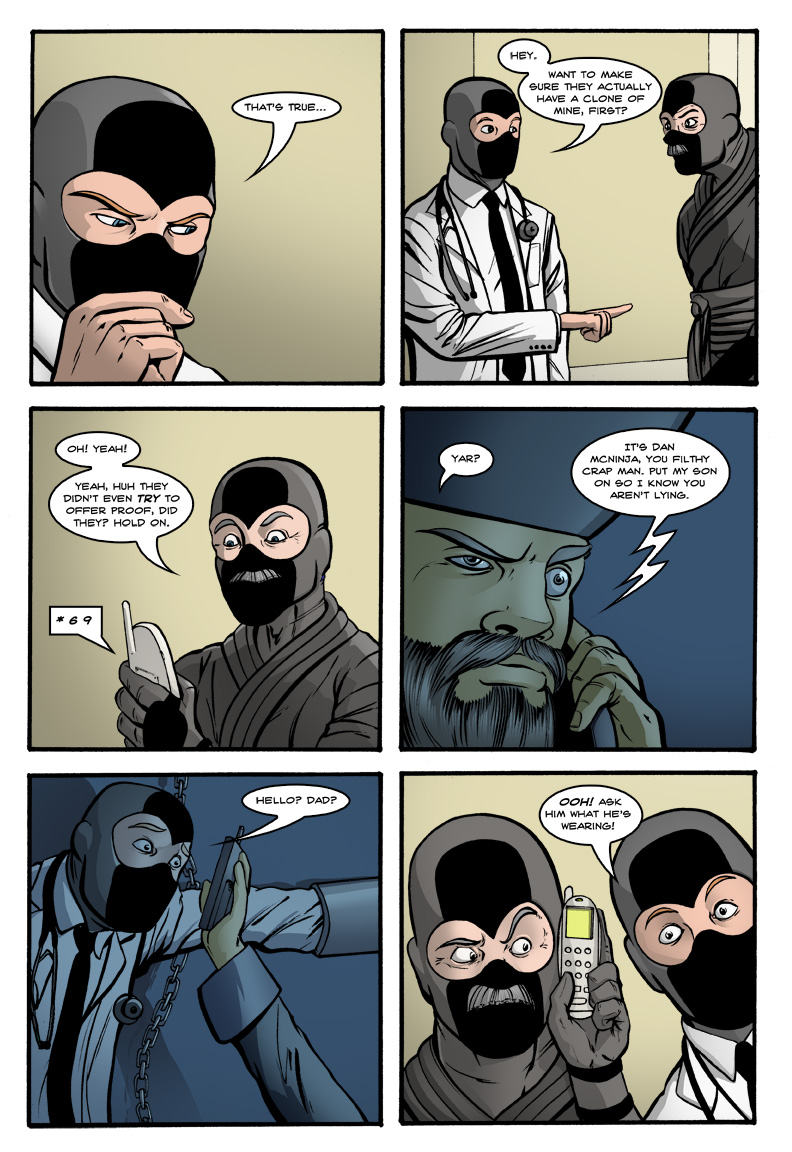 THAT'S TRUE...
HEY.
WANT TO MAKE
SURE THEY ACTUALLY
HAVE A CLONE OF
MINE, FIRST?
OH! YEAH!
YEAH, HUH THEY
DIDN'T EVEN TRY TO
OFFER PROOF, DID
THEY? HOLD ON.
* 6 9
YAR?
IT'S DAN
MCNINJA, YOU FILTHY
CRAP MAN. PUT MY SON
ON SO I KNOW YOU
AREN'T LYING.
HELLO? DAD?
OOH! ASK
HIM WHAT HE'S
WEARING!